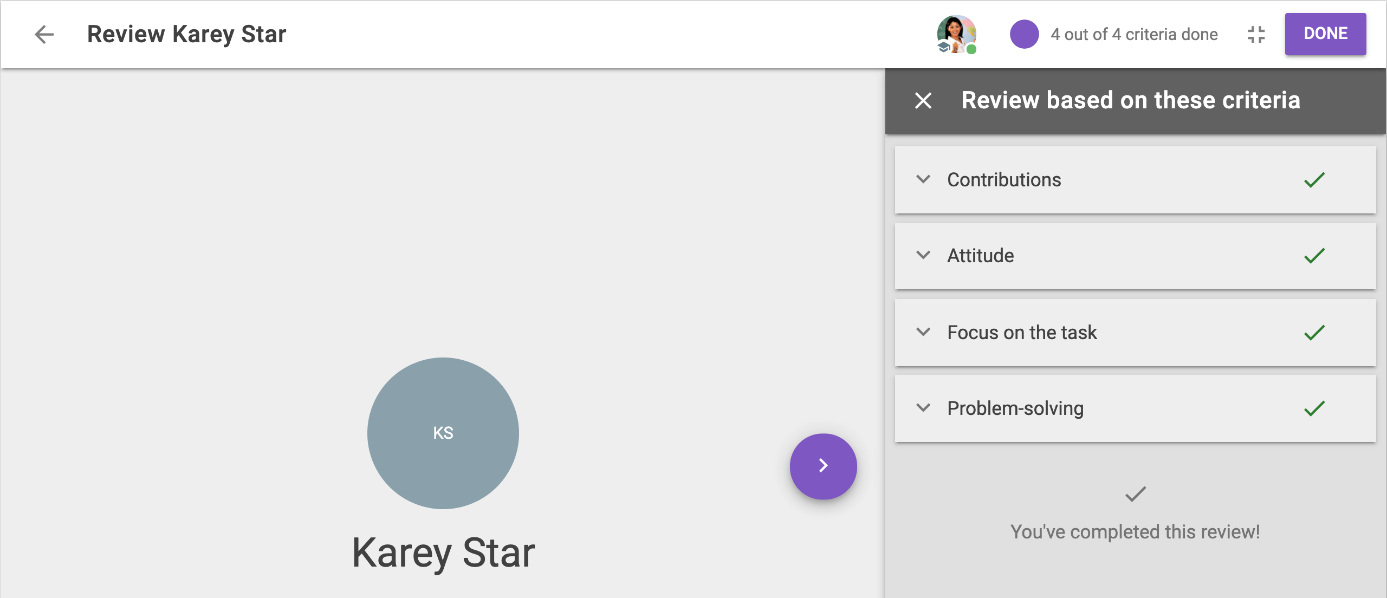 Review Karey Star
4 out of 4 criteria done
DONE
Review based on these criteria
Contributions
Attitude
Focus on the task
Problem-solving
You've completed this review!
KS
Karey Star